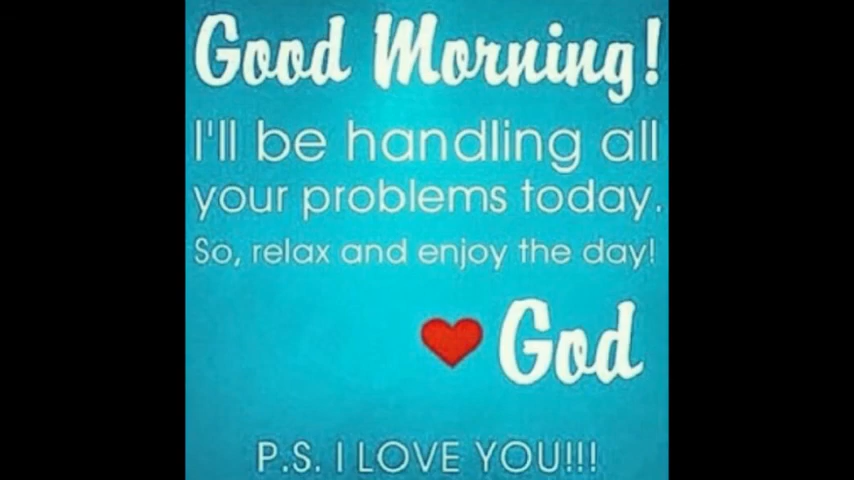 Good Morning!
I'll be handling all
your problems today.
So, relax and enjoy the day!
God
P.S. I LOVE YOU!!!